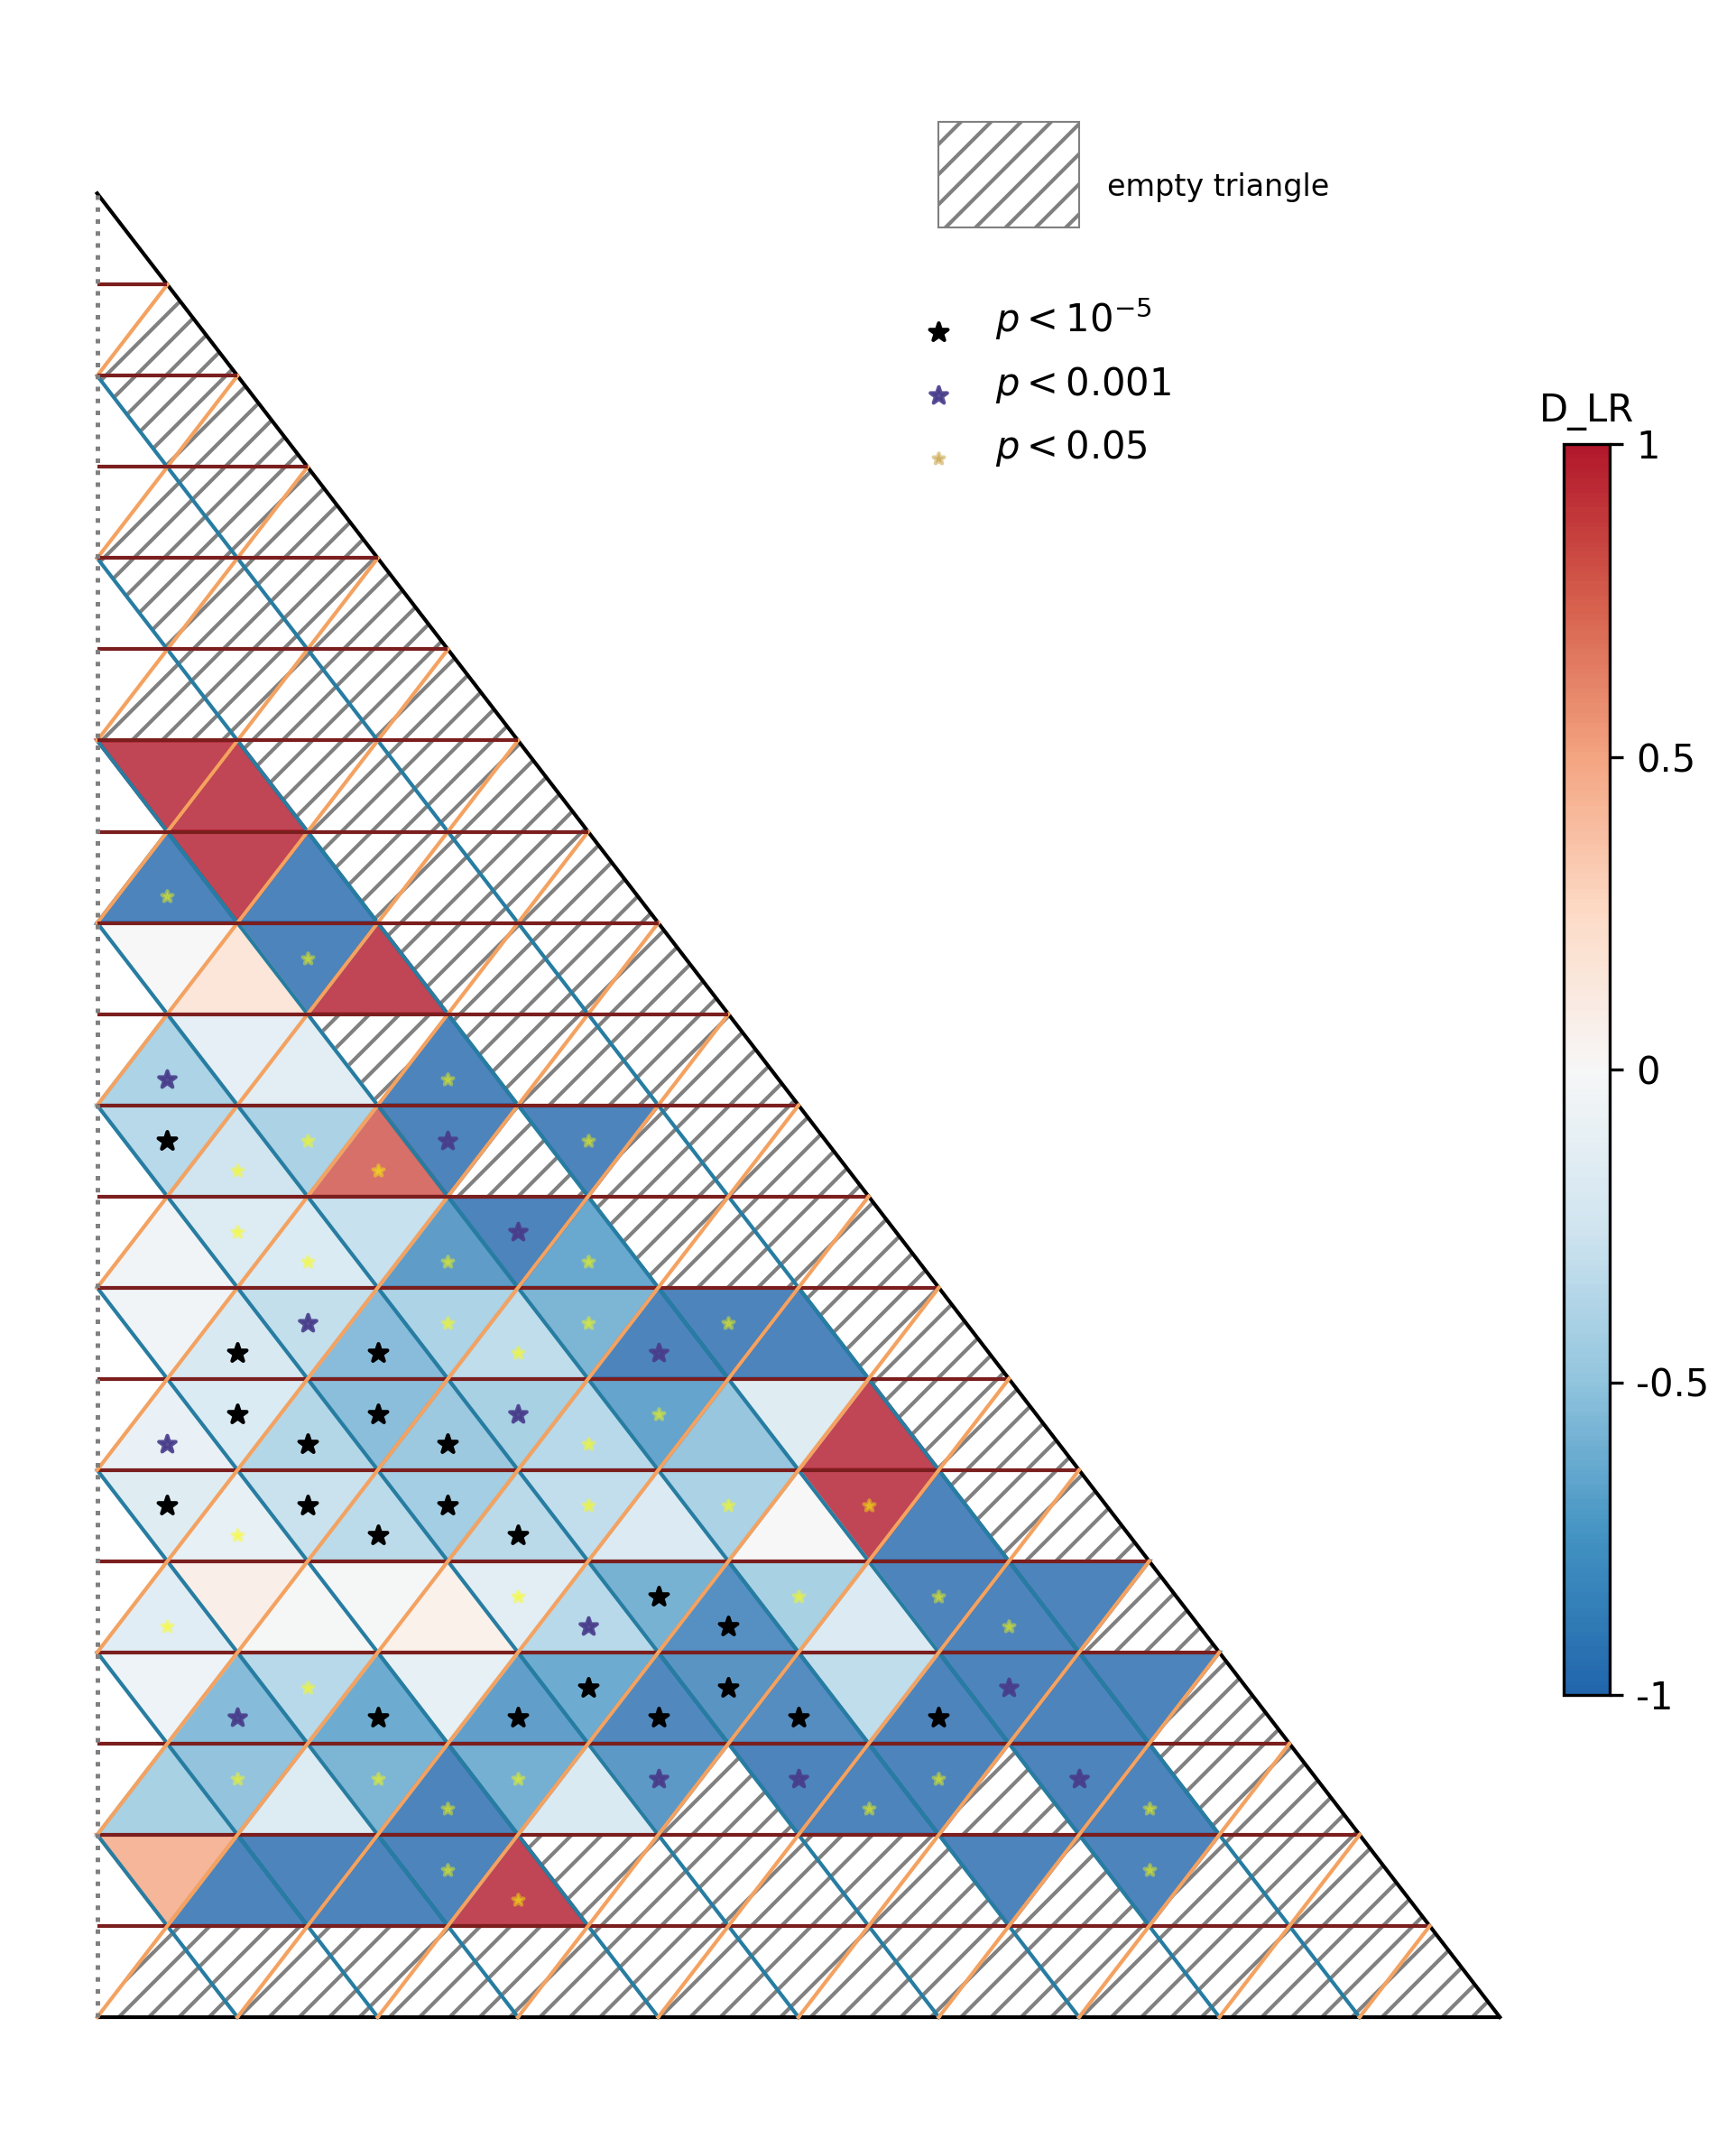 empty triangle
p < 10⁻⁵
p < 0.001
p < 0.05
D_LR
1
0.5
0
-0.5
-1